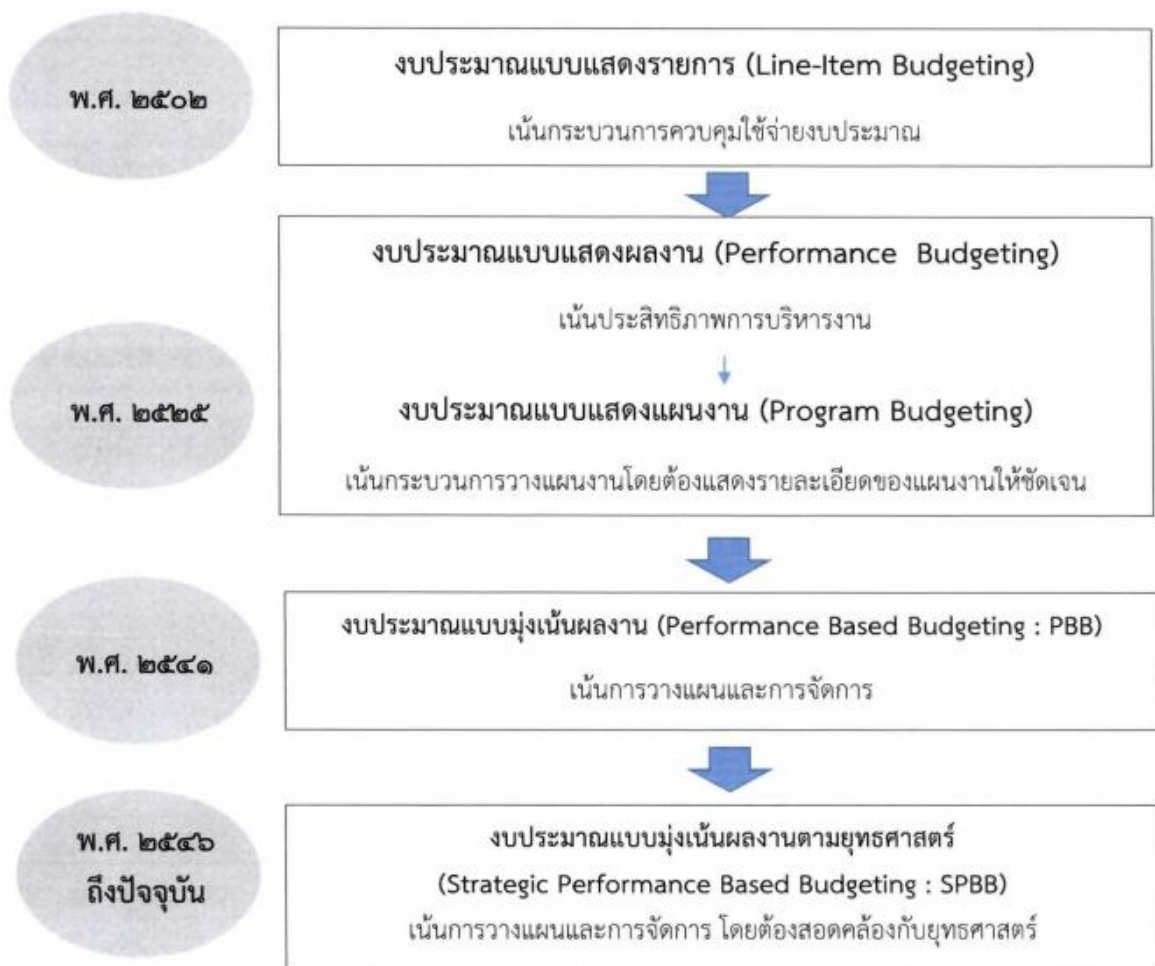 พ.ศ. ๒๕๐๒
งบประมาณแบบแสดงรายการ (Line-Item Budgeting)
เน้นกระบวนการควบคุมใช้จ่ายงบประมาณ
พ.ศ. ๒๕๒๕
งบประมาณแบบแสดงผลงาน (Performance Budgeting)
เน้นประสิทธิภาพการบริหารงาน
งบประมาณแบบแสดงแผนงาน (Program Budgeting)
เน้นกระบวนการวางแผนงานโดยต้องแสดงรายละเอียดของแผนงานให้ชัดเจน
พ.ศ. ๒๕๔๑
งบประมาณแบบมุ่งเน้นผลงาน (Performance Based Budgeting : PBB)
เน้นการวางแผนและการจัดการ
พ.ศ. ๒๕๔๖
ถึงปัจจุบัน
งบประมาณแบบมุ่งเน้นผลงานตามยุทธศาสตร์
(Strategic Performance Based Budgeting : SPBB)
เน้นการวางแผนและการจัดการ โดยต้องสอดคล้องกับยุทธศาสตร์